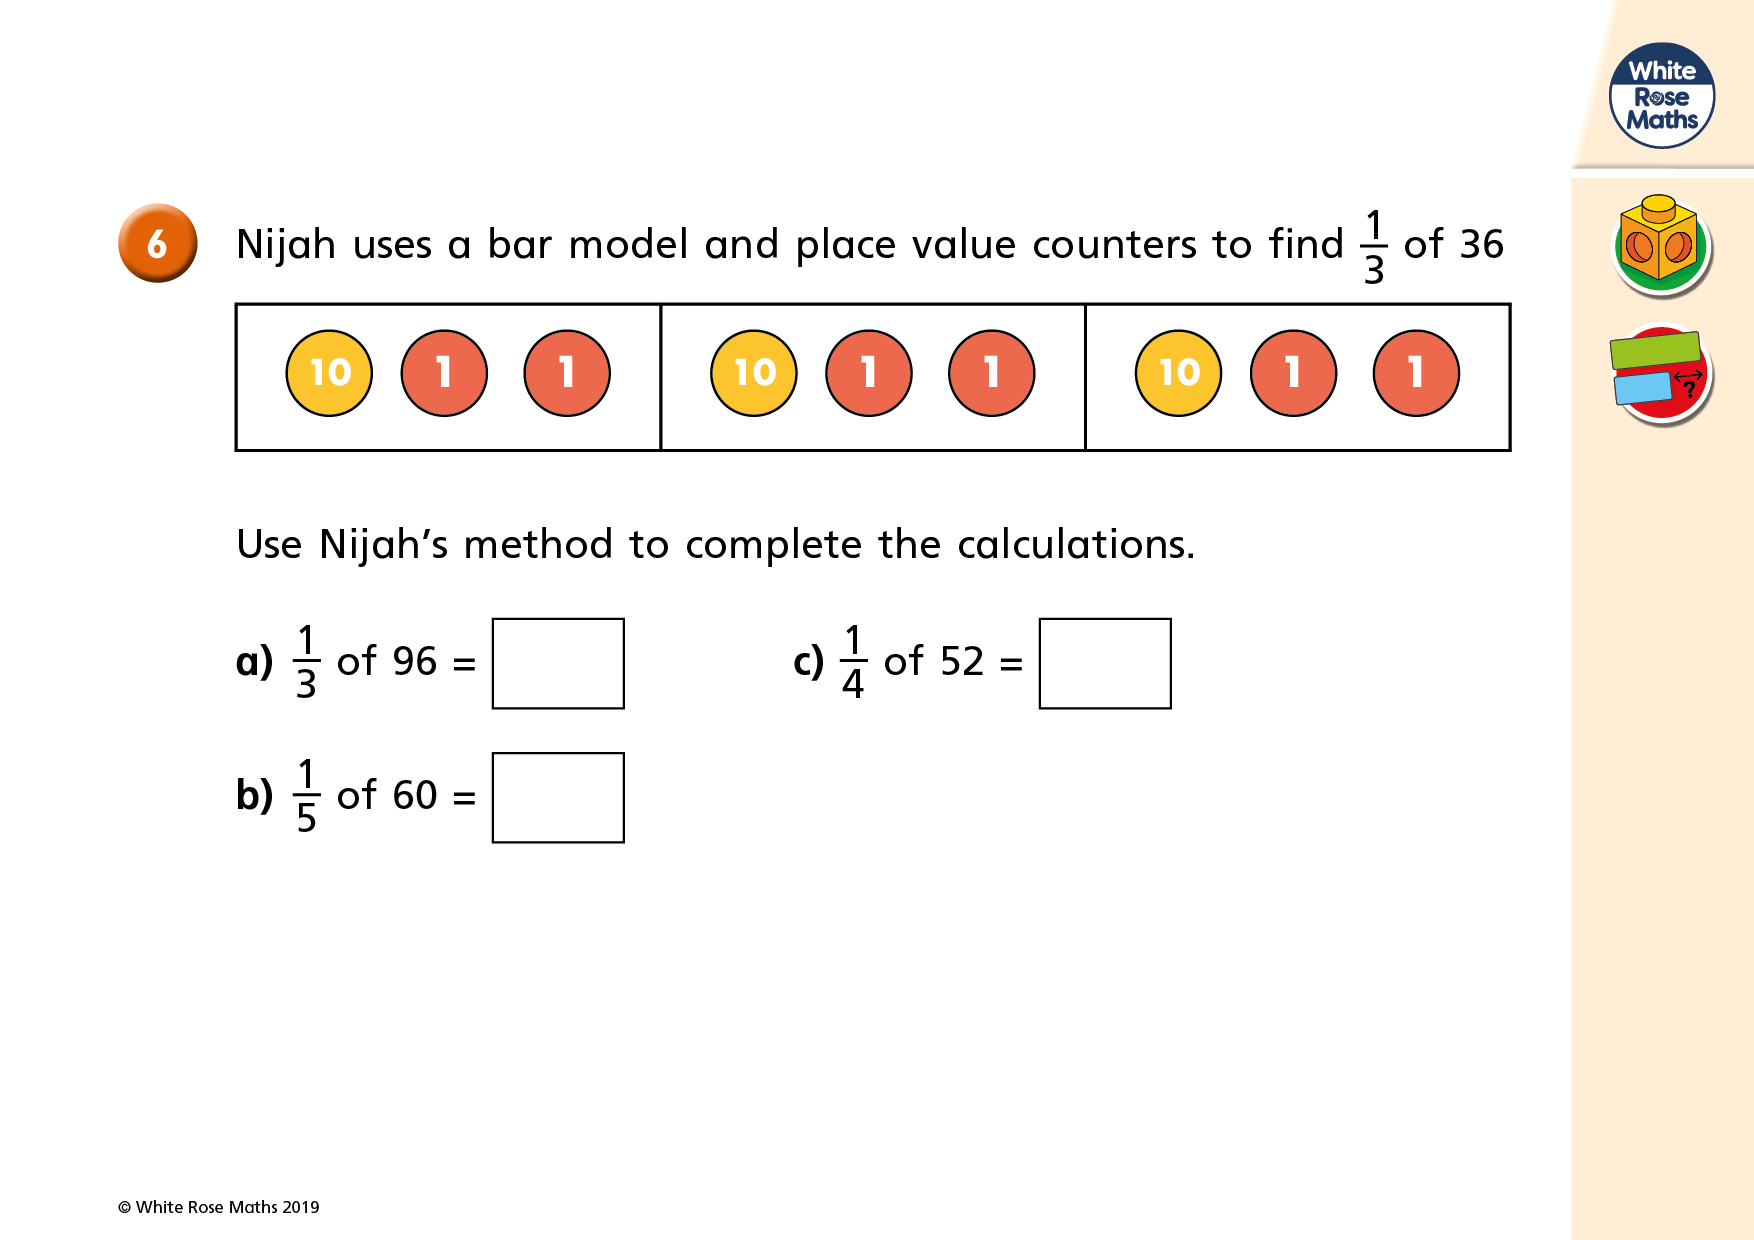 White
Rose
Maths
6 Nijah uses a bar model and place value counters to find 1/3 of 36
10 1 1 10 1 1 10 1 1
?
Use Nijah’s method to complete the calculations.
a) 1/3 of 96 =
c) 1/4 of 52 =
b) 1/5 of 60 =
© White Rose Maths 2019